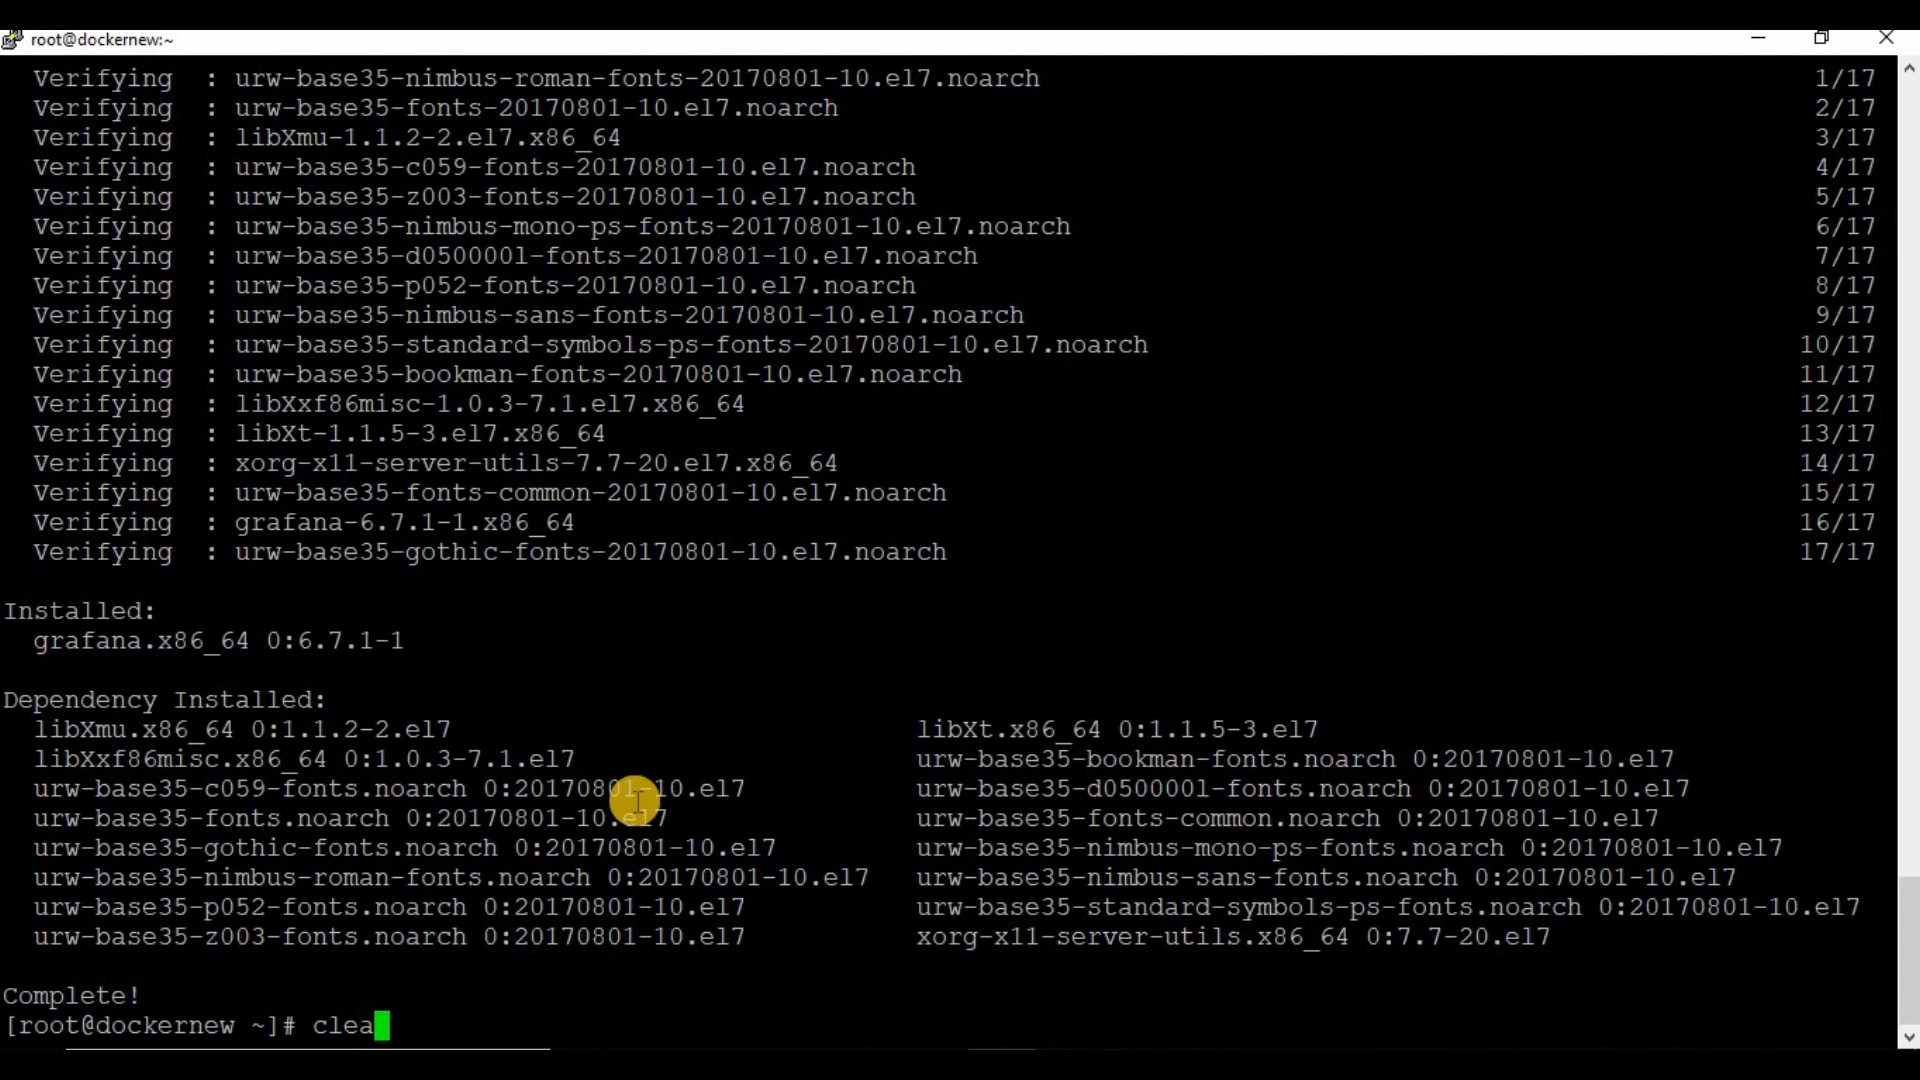 root@dockernew:~
Verifying : urw-base35-nimbus-roman-fonts-20170801-10.el7.noarch 1/17
Verifying : urw-base35-fonts-20170801-10.el7.noarch 2/17
Verifying : libXmu-1.1.2-2.el7.x86_64 3/17
Verifying : urw-base35-c059-fonts-20170801-10.el7.noarch 4/17
Verifying : urw-base35-z003-fonts-20170801-10.el7.noarch 5/17
Verifying : urw-base35-nimbus-mono-ps-fonts-20170801-10.el7.noarch 6/17
Verifying : urw-base35-d050000l-fonts-20170801-10.el7.noarch 7/17
Verifying : urw-base35-p052-fonts-20170801-10.el7.noarch 8/17
Verifying : urw-base35-nimbus-sans-fonts-20170801-10.el7.noarch 9/17
Verifying : urw-base35-standard-symbols-ps-fonts-20170801-10.el7.noarch 10/17
Verifying : urw-base35-bookman-fonts-20170801-10.el7.noarch 11/17
Verifying : libXxf86misc-1.0.3-7.1.el7.x86_64 12/17
Verifying : libXt-1.1.5-3.el7.x86_64 13/17
Verifying : xorg-x11-server-utils-7.7-20.el7.x86_64 14/17
Verifying : urw-base35-fonts-common-20170801-10.el7.noarch 15/17
Verifying : grafana-6.7.1-1.x86_64 16/17
Verifying : urw-base35-gothic-fonts-20170801-10.el7.noarch 17/17
Installed:
grafana.x86_64 0:6.7.1-1
Dependency Installed:
libXmu.x86_64 0:1.1.2-2.el7 libXt.x86_64 0:1.1.5-3.el7
libXxf86misc.x86_64 0:1.0.3-7.1.el7 urw-base35-bookman-fonts.noarch 0:20170801-10.el7
urw-base35-c059-fonts.noarch 0:20170801-10.el7 urw-base35-d050000l-fonts.noarch 0:20170801-10.el7
urw-base35-fonts.noarch 0:20170801-10.el7 urw-base35-fonts-common.noarch 0:20170801-10.el7
urw-base35-gothic-fonts.noarch 0:20170801-10.el7 urw-base35-nimbus-mono-ps-fonts.noarch 0:20170801-10.el7
urw-base35-nimbus-roman-fonts.noarch 0:20170801-10.el7 urw-base35-nimbus-sans-fonts.noarch 0:20170801-10.el7
urw-base35-p052-fonts.noarch 0:20170801-10.el7 urw-base35-standard-symbols-ps-fonts.noarch 0:20170801-10.el7
urw-base35-z003-fonts.noarch 0:20170801-10.el7 xorg-x11-server-utils.x86_64 0:7.7-20.el7
Complete!
[root@dockernew ~]# clea